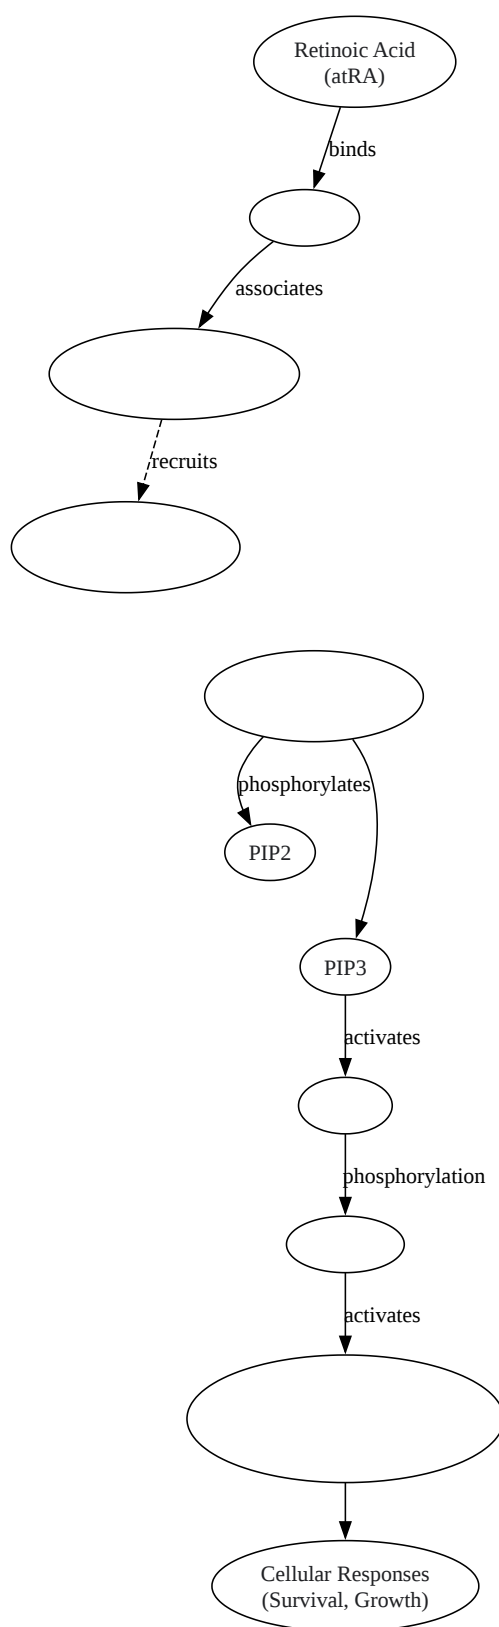 Retinoic Acid
(atRA)
binds
associates
recruits
phosphorylates
PIP2
PIP3
activates
phosphorylation
activates
Cellular Responses
(Survival, Growth)